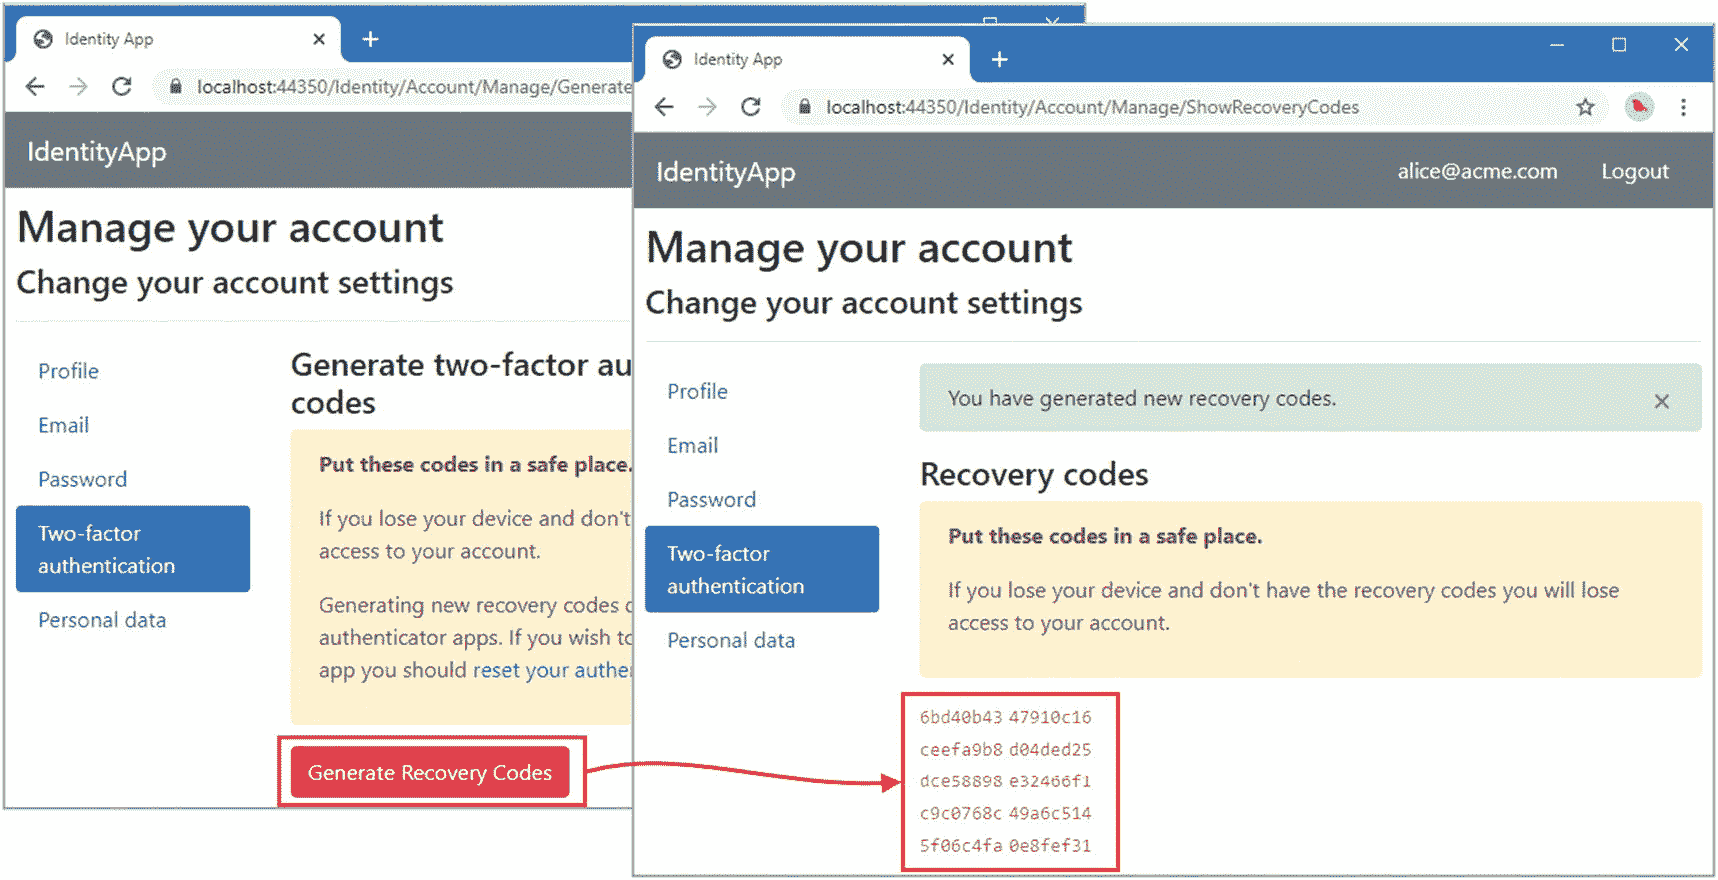 Identity App
localhost:44350/Identity/Account/Manage/Generate
IdentityApp
Manage your account
Change your account settings
Profile
Email
Password
Two-factor
authentication
Personal data
Generate two-factor au
codes
Put these codes in a safe place.
If you lose your device and don't
access to your account.
Generating new recovery codes
authenticator apps. If you wish to
app you should reset your authe
Generate Recovery Codes
Identity App
localhost:44350/Identity/Account/Manage/ShowRecoveryCodes
IdentityApp
alice@acme.com
Logout
Manage your account
Change your account settings
Profile
Email
Password
Two-factor
authentication
Personal data
You have generated new recovery codes.
Recovery codes
Put these codes in a safe place.
If you lose your device and don't have the recovery codes you will lose
access to your account.
6bd40b43 47910c16
ceefa9b8 d04ded25
dce58898 e32466f1
c9c0768c 49a6c514
5f06c4fa 0e8fef31